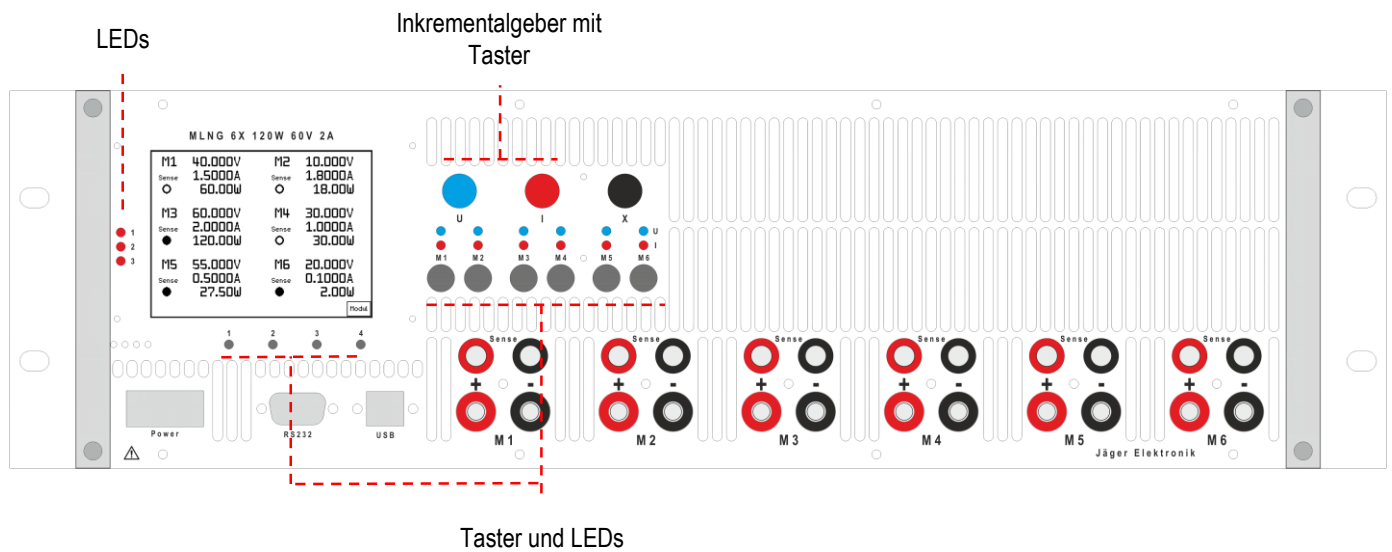 Inkrementalgeber mit
Taster
LEDs
MLNG 6X 120W 60V 2A
M1 40.000V M2 10.000V
Sense 1.5000A Sense 1.8000A
60.00W 18.00W
M3 60.000V M4 30.000V
Sense 2.0000A Sense 1.0000A
120.00W 30.00W
M5 55.000V M6 20.000V
Sense 0.5000A Sense 0.1000A
27.50W 2.00W
Modul
1
2
3
U I X
U
I
M1 M2 M3 M4 M5 M6
1 2 3 4
Sense Sense Sense Sense Sense Sense
+ - + - + - + - + - + -
Power RS232 USB
M1 M2 M3 M4 M5 M6
Jäger Elektronik
Taster und LEDs